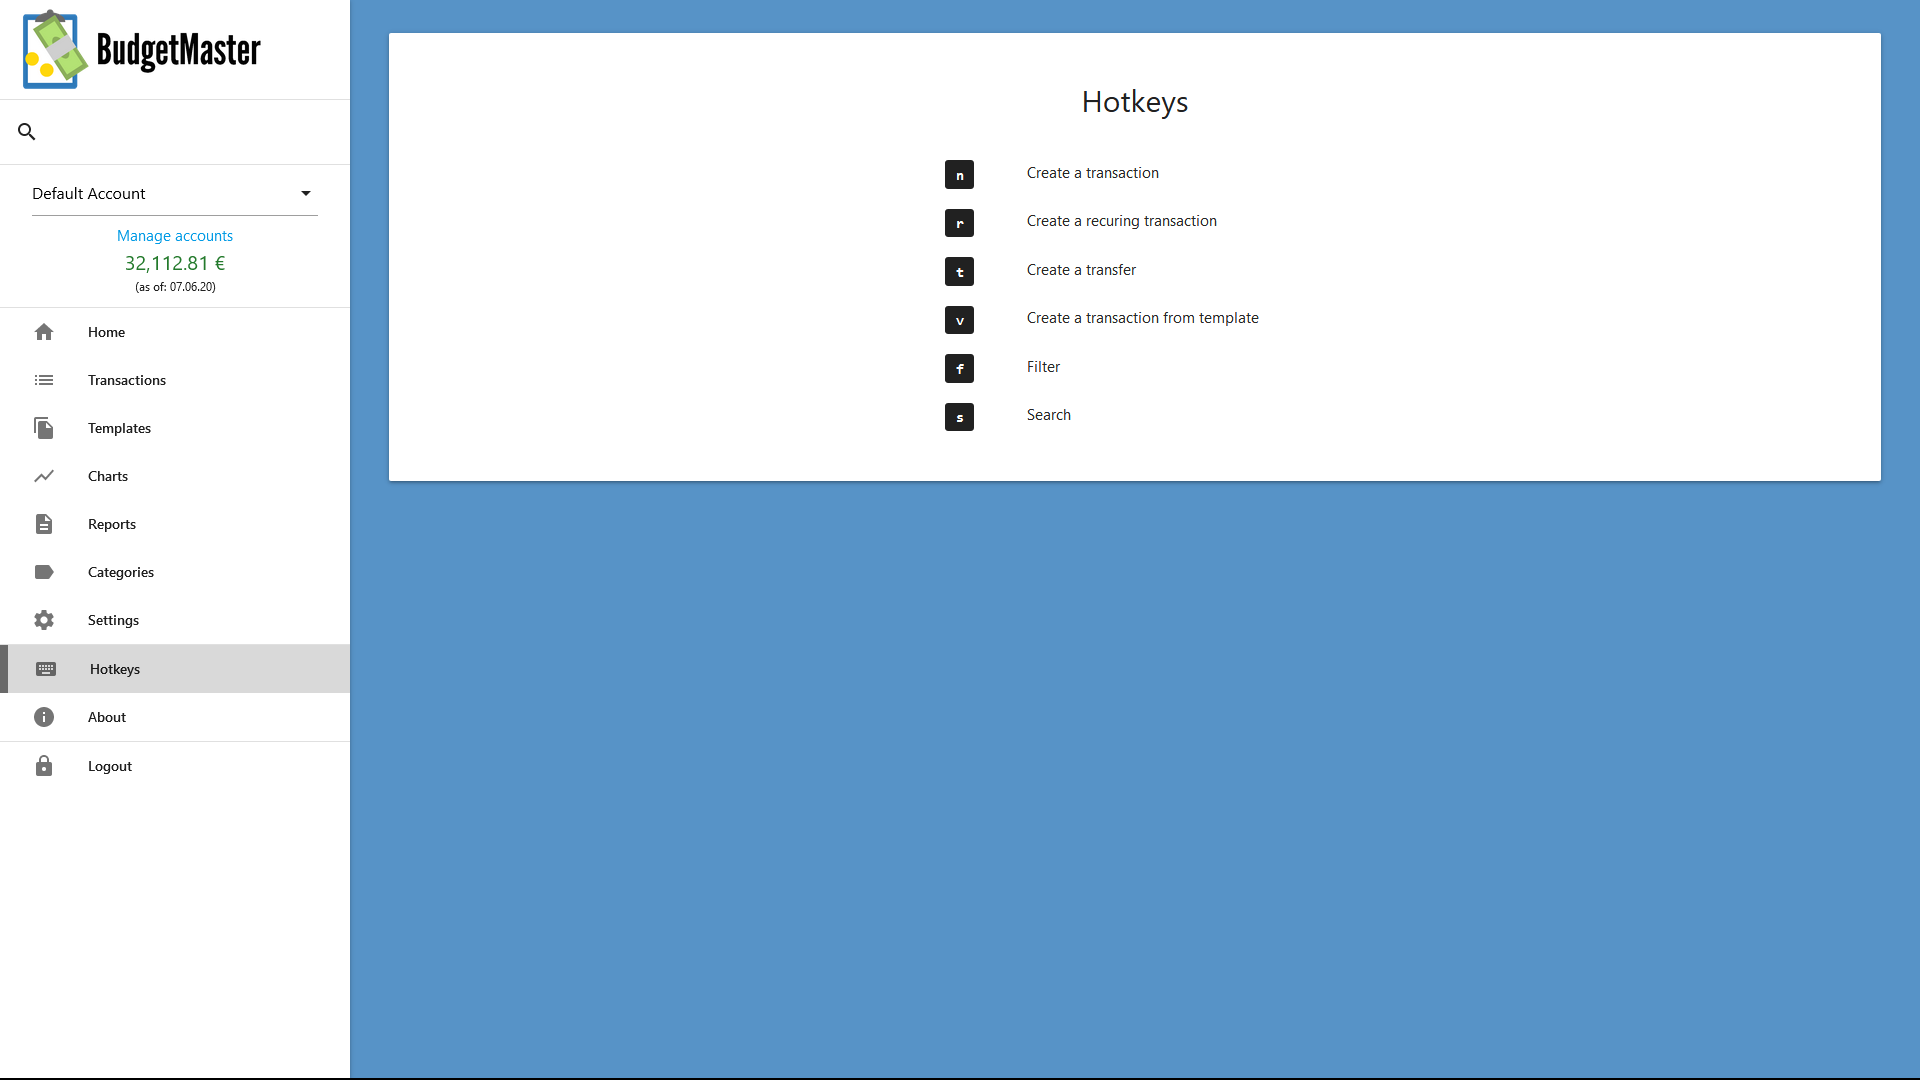 BudgetMaster
Default Account
Manage accounts
32,112.81 €
(as of: 07.06.20)
Home
Transactions
Templates
Charts
Reports
Categories
Settings
Hotkeys
About
Logout
Hotkeys
n Create a transaction
r Create a recuring transaction
t Create a transfer
v Create a transaction from template
f Filter
s Search